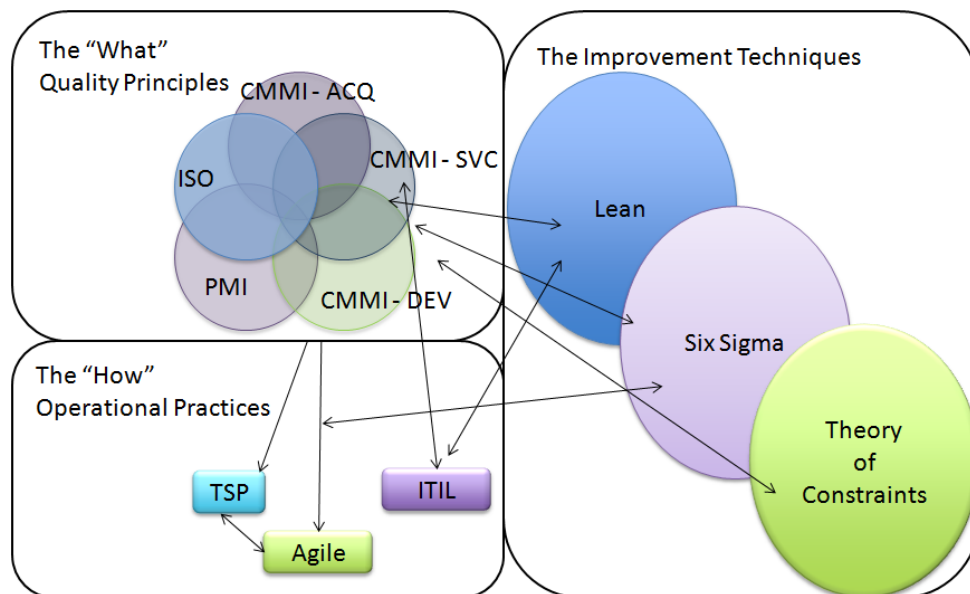 The “What”
Quality Principles
CMMI - ACQ
CMMI - SVC
ISO
PMI
CMMI - DEV
The “How”
Operational Practices
TSP
ITIL
Agile
The Improvement Techniques
Lean
Six Sigma
Theory
of
Constraints